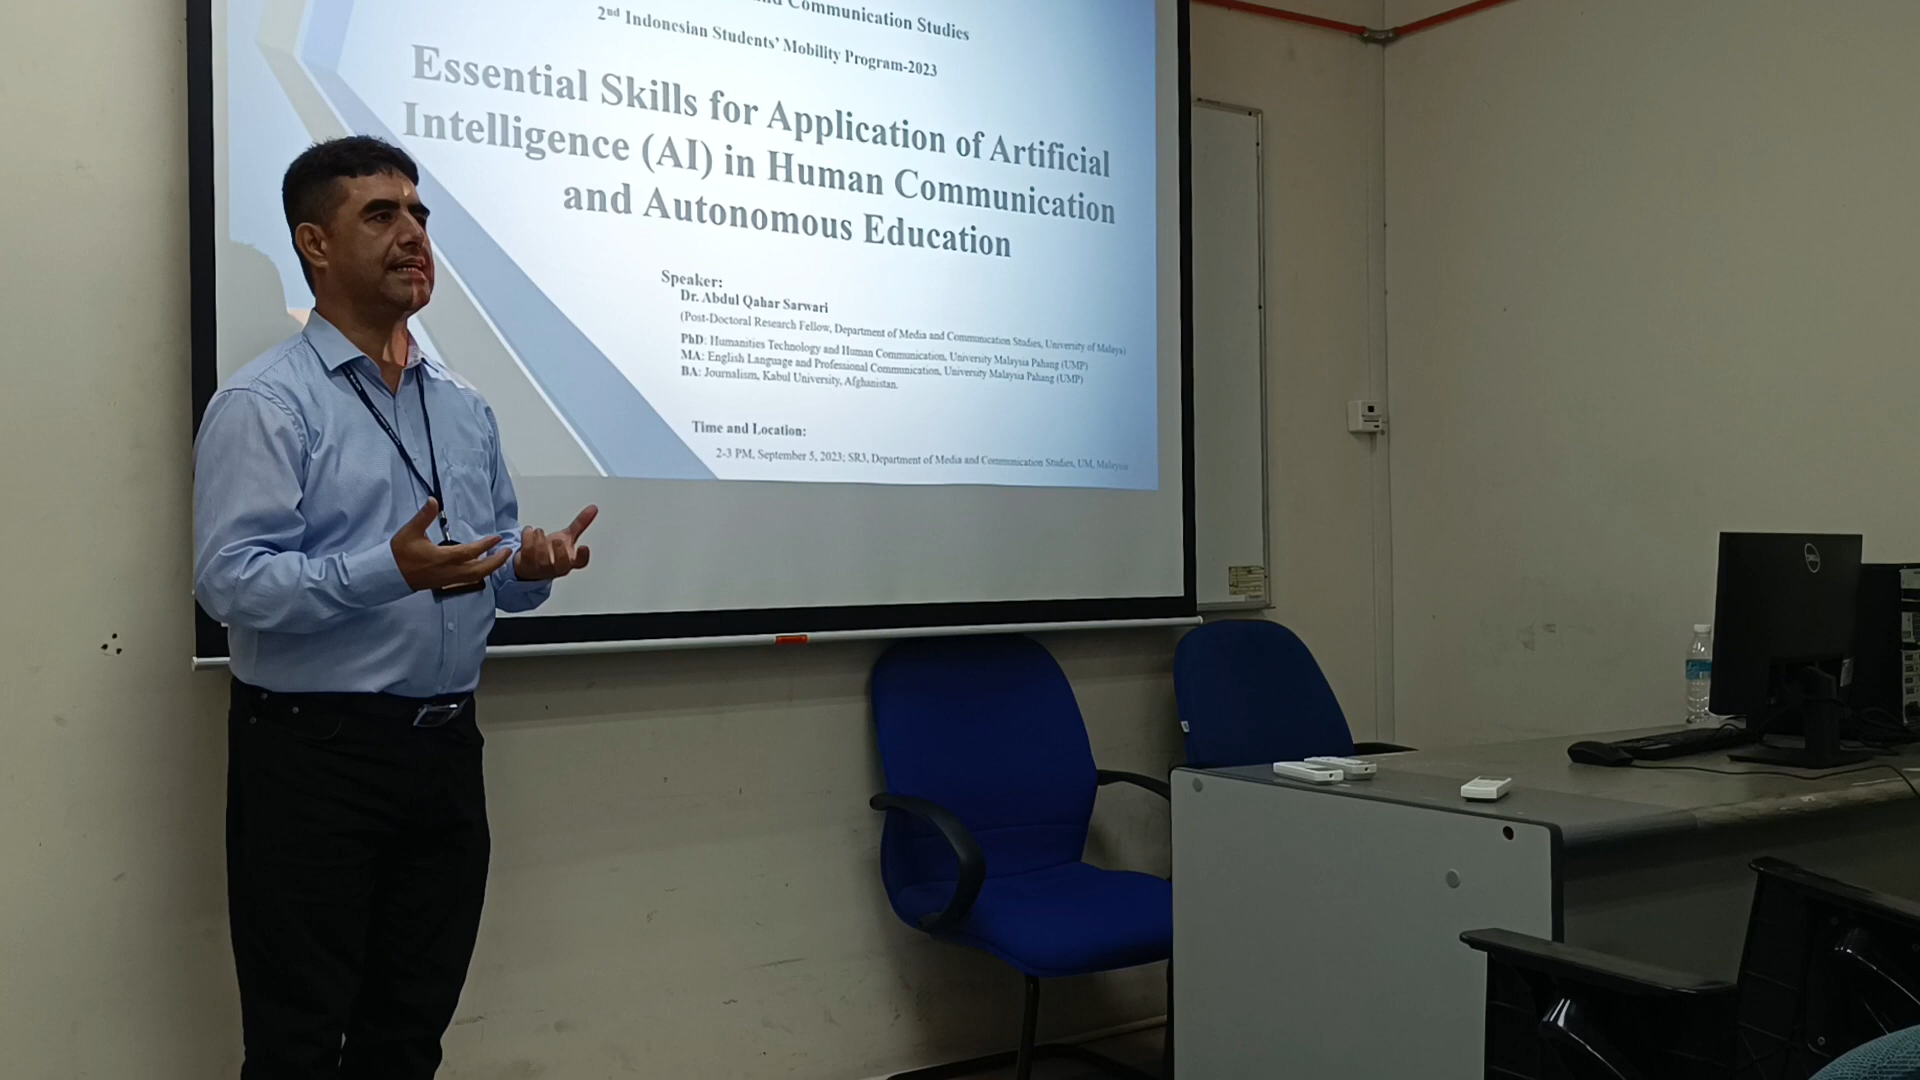 Communication Studies
2nd Indonesian Students' Mobility Program-2023
Essential Skills for Application of Artificial
Intelligence (AI) in Human Communication
and Autonomous Education
Speaker:
Dr. Abdul Qahar Sarwari
(Post-Doctoral Research Fellow, Department of Media and Communication Studies, University of Malaya)
PhD: Humanities Technology and Human Communication, University Malaysia Pahang (UMP)
MA: English Language and Professional Communication, University Malaysia Pahang (UMP)
BA: Journalism, Kabul University, Afghanistan.
Time and Location:
2-3 PM, September 5, 2023; SR3, Department of Media and Communication Studies, UM, Malaysia
DELL